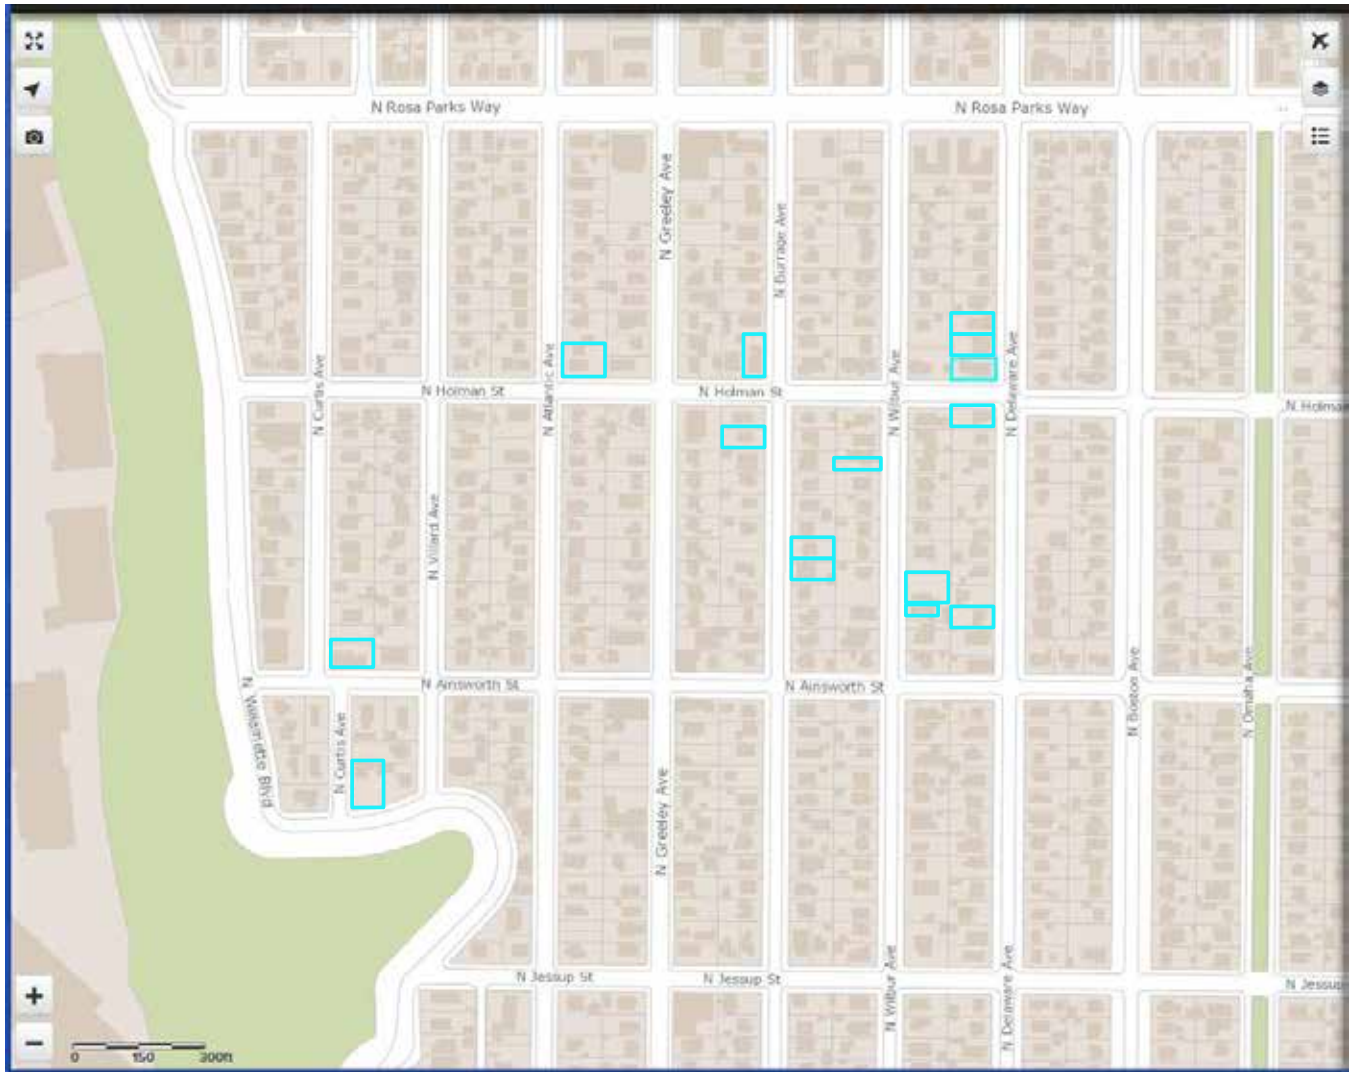 N Rosa Parks Way
N Rosa Parks Way
N Greeley Ave
N Burrage Ave
N Curtis Ave
N Atlantic Ave
N Wilbur Ave
N Delaware Ave
N Holman St
N Holman St
N Holman
N Villard Ave
N Ainsworth St
N Ainsworth St
N Willamette Blvd
N Curtis Ave
N Boston Ave
N Omaha Ave
N Greeley Ave
N Jessup St
N Jessup St
N Wilbur Ave
N Delaware Ave
N Jessup
+
−
0 150 300ft